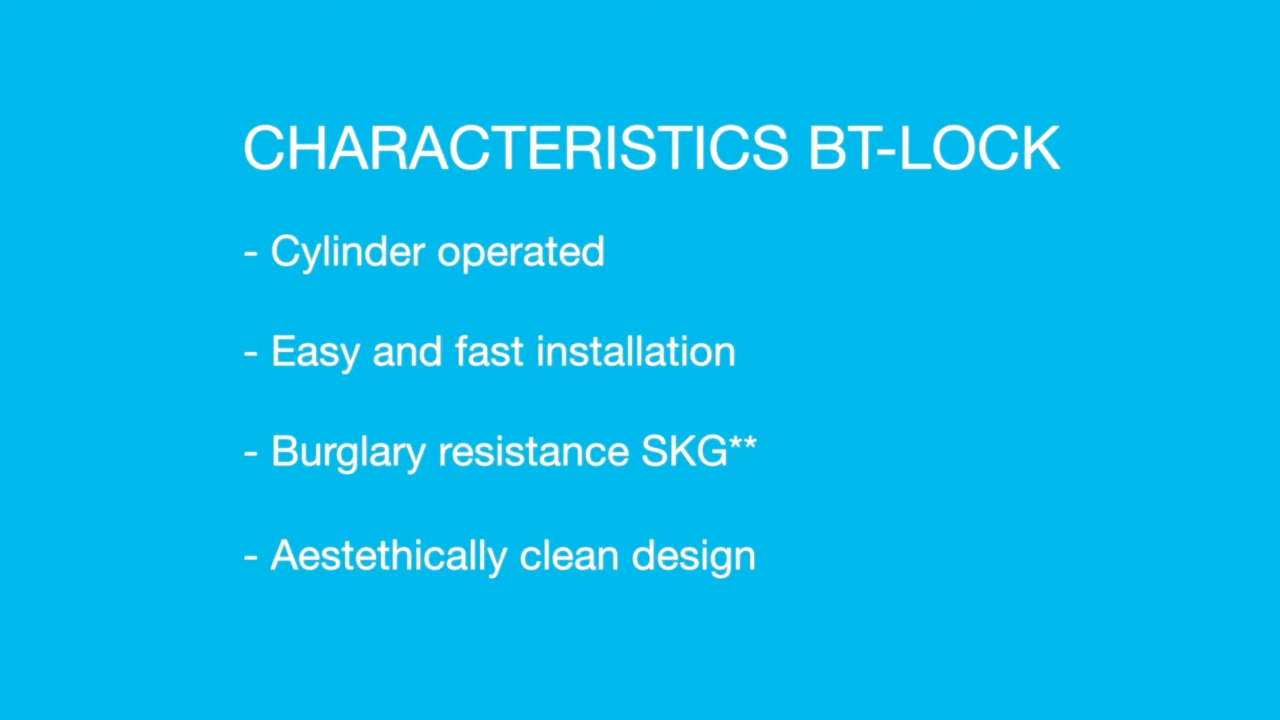 CHARACTERISTICS BT-LOCK
- Cylinder operated
- Easy and fast installation
- Burglary resistance SKG**
- Aestethically clean design